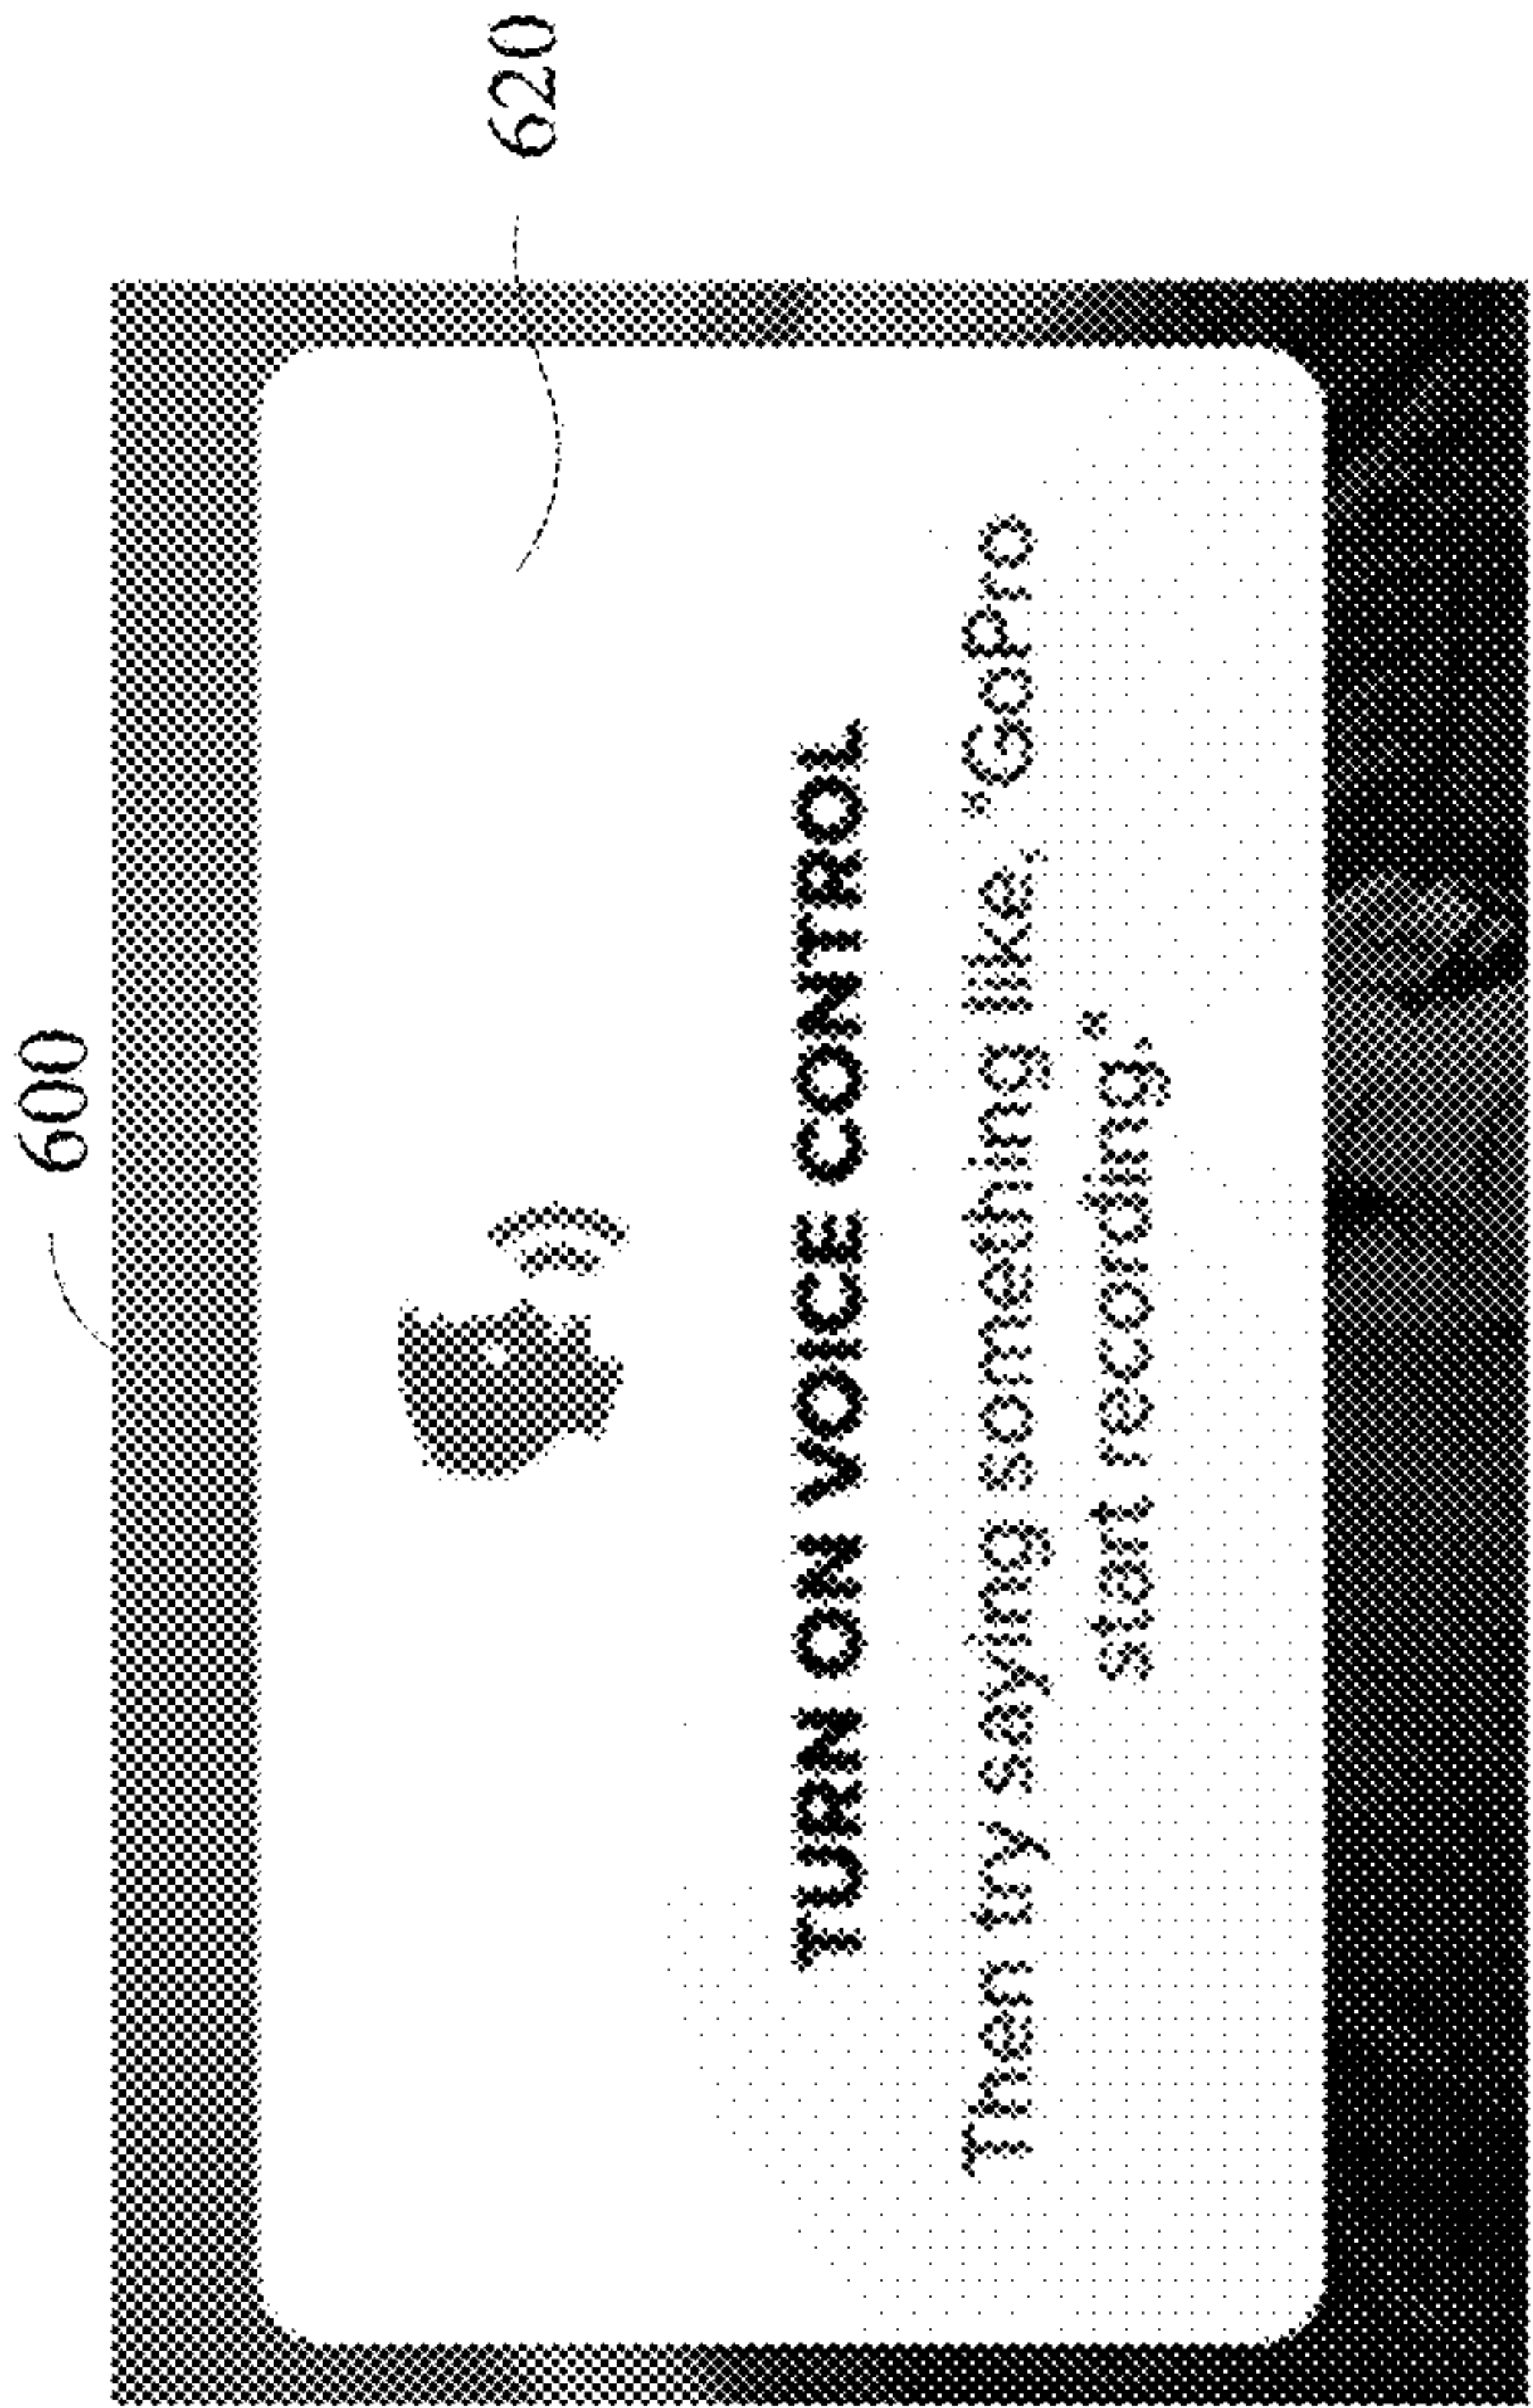 600
620
TURN ON VOICE CONTROL
Then try saying something like, "GoPro
start recording."